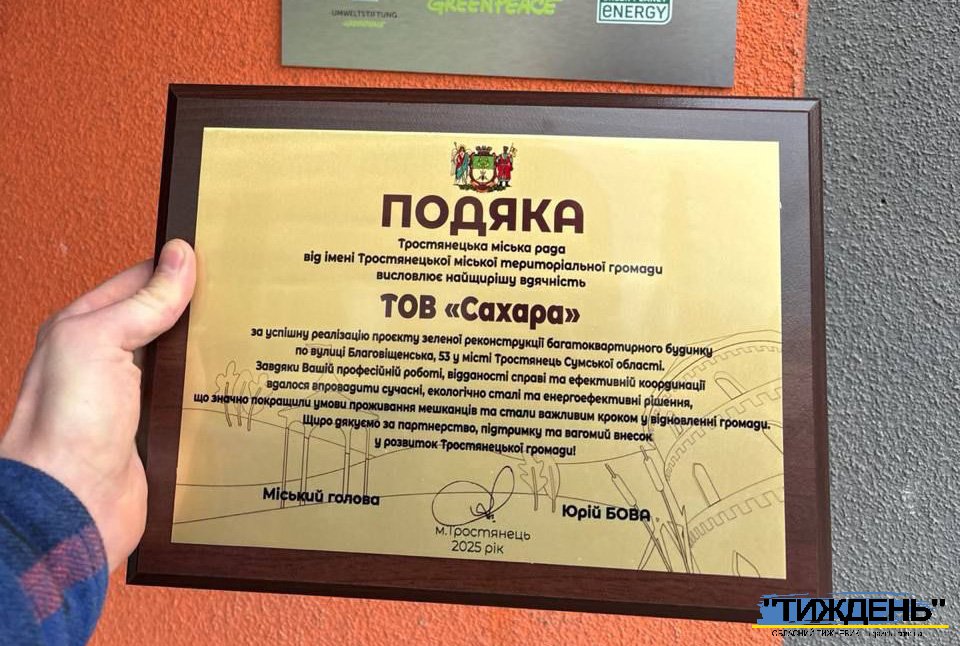 UMWELTSTIFTUNG
GREENPEACE
GREENPEACE
ENERGY
ПОДЯКА
Тростянецька міська рада
від імені Тростянецької міської територіальної громади
висловлює найщирішу вдячність
ТОВ «Сахара»
за успішну реалізацію проєкту зеленої реконструкції багатоквартирного будинку
по вулиці Благовіщенська, 53 у місті Тростянець Сумської області.
Завдяки Вашій професійній роботі, відданості справі та ефективній координації
вдалося впровадити сучасні, екологічно сталі та енергоефективні рішення,
що значно покращили умови проживання мешканців та стали важливим кроком у відновленні громади.
Щиро дякуємо за партнерство, підтримку та вагомий внесок
у розвиток Тростянецької громади!
Міський голова Юрій БОВА
м.Тростянець
2025 рік
"ТИЖДЕНЬ"
ОБЛАСНИЙ ТИЖНЕВИК